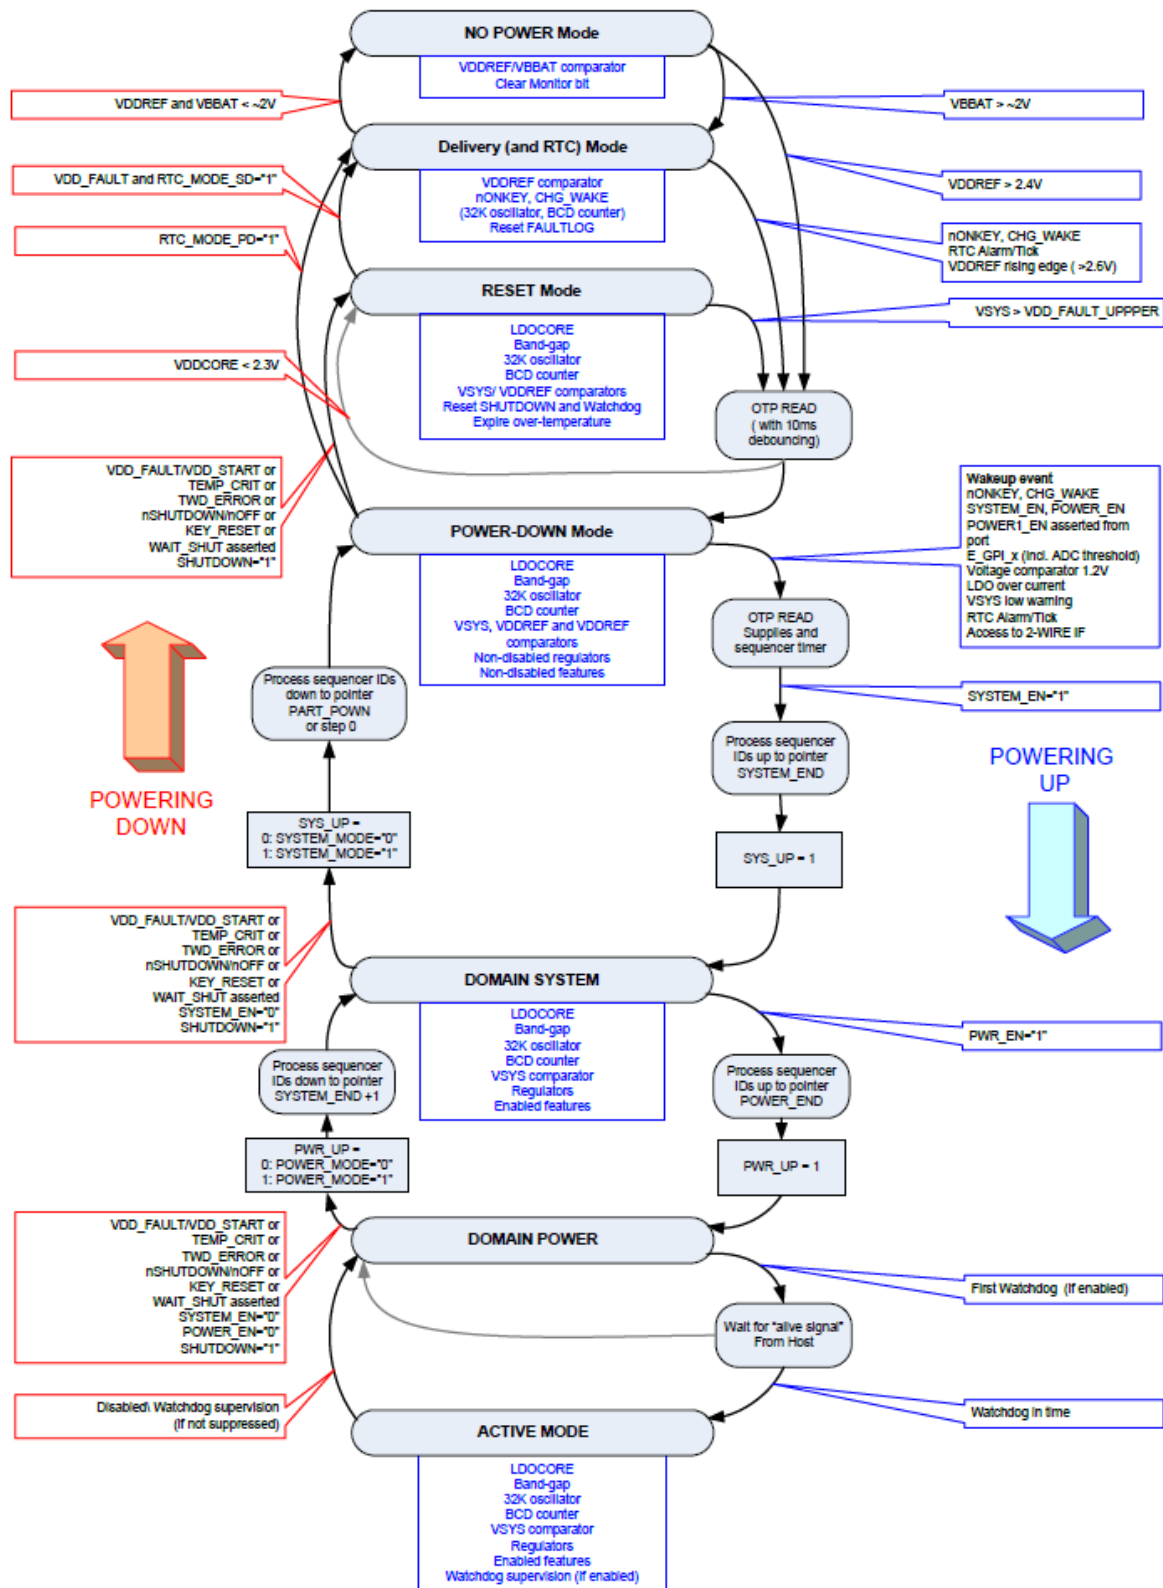 NO POWER Mode
VDDREF/VBBAT comparator
Clear Monitor bit
VDDREF and VBBAT < ~2V
VBBAT > ~2V
Delivery (and RTC) Mode
VDDREF comparator
nONKEY, CHG_WAKE
(32K oscillator, BCD counter)
Reset FAULTLOG
VDD_FAULT and RTC_MODE_SD="1"
VDDREF > 2.4V
RTC_MODE_PD="1"
nONKEY, CHG_WAKE
RTC Alarm/Tick
VDDREF rising edge ( >2.6V)
RESET Mode
LDOCORE
Band-gap
32K oscillator
BCD counter
VSYS/ VDDREF comparators
Reset SHUTDOWN and Watchdog
Expire over-temperature
VSYS > VDD_FAULT_UPPPER
VDDCORE < 2.3V
OTP READ
( with 10ms
debouncing)
VDD_FAULT/VDD_START or
TEMP_CRIT or
TWD_ERROR or
nSHUTDOWN/nOFF or
KEY_RESET or
WAIT_SHUT asserted
SHUTDOWN="1"
Wakeup event
nONKEY, CHG_WAKE
SYSTEM_EN, POWER_EN
POWER1_EN asserted from
port
E_GPI_x (incl. ADC threshold)
Voltage comparator 1.2V
LDO over current
VSYS low warning
RTC Alarm/Tick
Access to 2-WIRE IF
POWER-DOWN Mode
LDOCORE
Band-gap
32K oscillator
BCD counter
VSYS, VDDREF and VDDREF
comparators
Non-disabled regulators
Non-disabled features
OTP READ
Supplies and
sequencer timer
Process sequencer IDs
down to pointer
PART_POWN
or step 0
SYSTEM_EN="1"
Process sequencer
IDs up to pointer
SYSTEM_END
POWERING
DOWN
POWERING
UP
SYS_UP =
0: SYSTEM_MODE="0"
1: SYSTEM_MODE="1"
SYS_UP = 1
VDD_FAULT/VDD_START or
TEMP_CRIT or
TWD_ERROR or
nSHUTDOWN/nOFF or
KEY_RESET or
WAIT_SHUT asserted
SYSTEM_EN="0"
SHUTDOWN="1"
DOMAIN SYSTEM
LDOCORE
Band-gap
32K oscillator
BCD counter
VSYS comparator
Regulators
Enabled features
PWR_EN="1"
Process sequencer
IDs down to pointer
SYSTEM_END +1
Process sequencer
IDs up to pointer
POWER_END
PWR_UP =
0: POWER_MODE="0"
1: POWER_MODE="1"
PWR_UP = 1
VDD_FAULT/VDD_START or
TEMP_CRIT or
TWD_ERROR or
nSHUTDOWN/nOFF or
KEY_RESET or
WAIT_SHUT asserted
SYSTEM_EN="0"
POWER_EN="0"
SHUTDOWN="1"
DOMAIN POWER
First Watchdog (If enabled)
Wait for "alive signal"
From Host
Disabled\ Watchdog supervision
(If not suppressed)
Watchdog in time
ACTIVE MODE
LDOCORE
Band-gap
32K oscillator
BCD counter
VSYS comparator
Regulators
Enabled features
Watchdog supervision (If enabled)